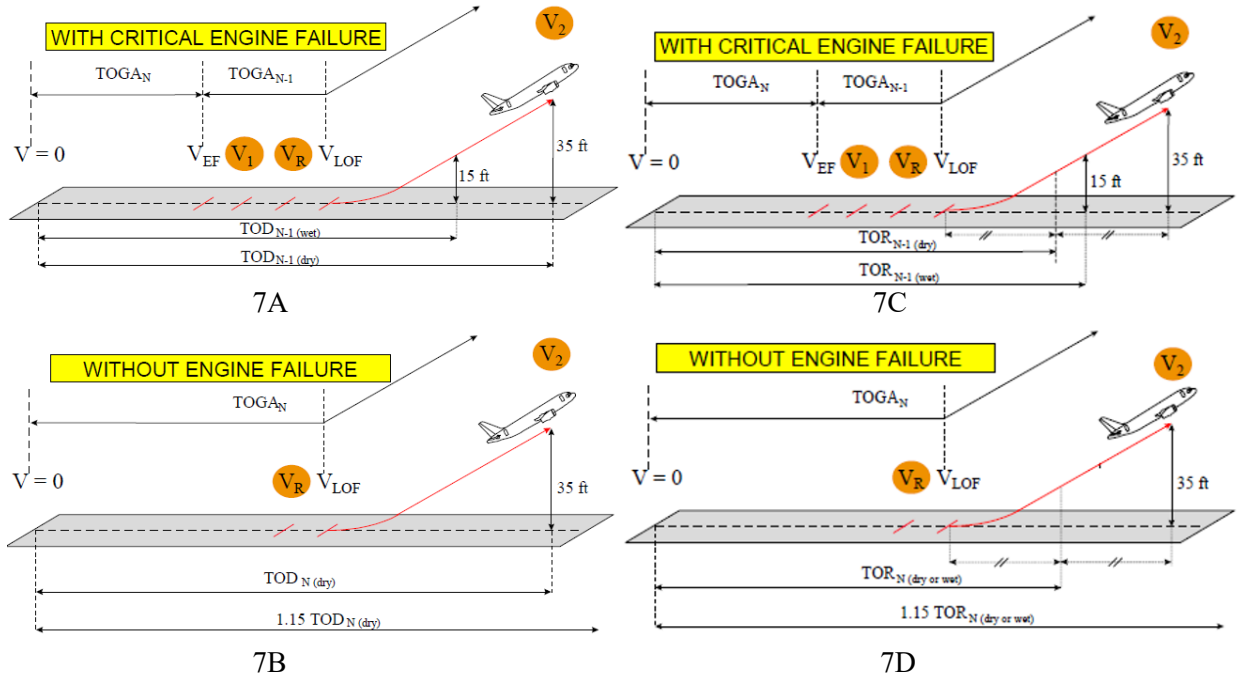 WITH CRITICAL ENGINE FAILURE
V2
TOGAN
TOGAN-1
V = 0
VEF
V1
VR
VLOF
35 ft
15 ft
TODN-1 (wet)
TODN-1 (dry)
7A
WITH CRITICAL ENGINE FAILURE
V2
TOGAN
TOGAN-1
V = 0
VEF
V1
VR
VLOF
35 ft
15 ft
TORN-1 (dry)
TORN-1 (wet)
7C
WITHOUT ENGINE FAILURE
V2
TOGAN
V = 0
VR
VLOF
35 ft
TOD N (dry)
1.15 TODN (dry)
7B
WITHOUT ENGINE FAILURE
V2
TOGAN
V = 0
VR
VLOF
35 ft
TORN (dry or wet)
1.15 TORN (dry or wet)
7D